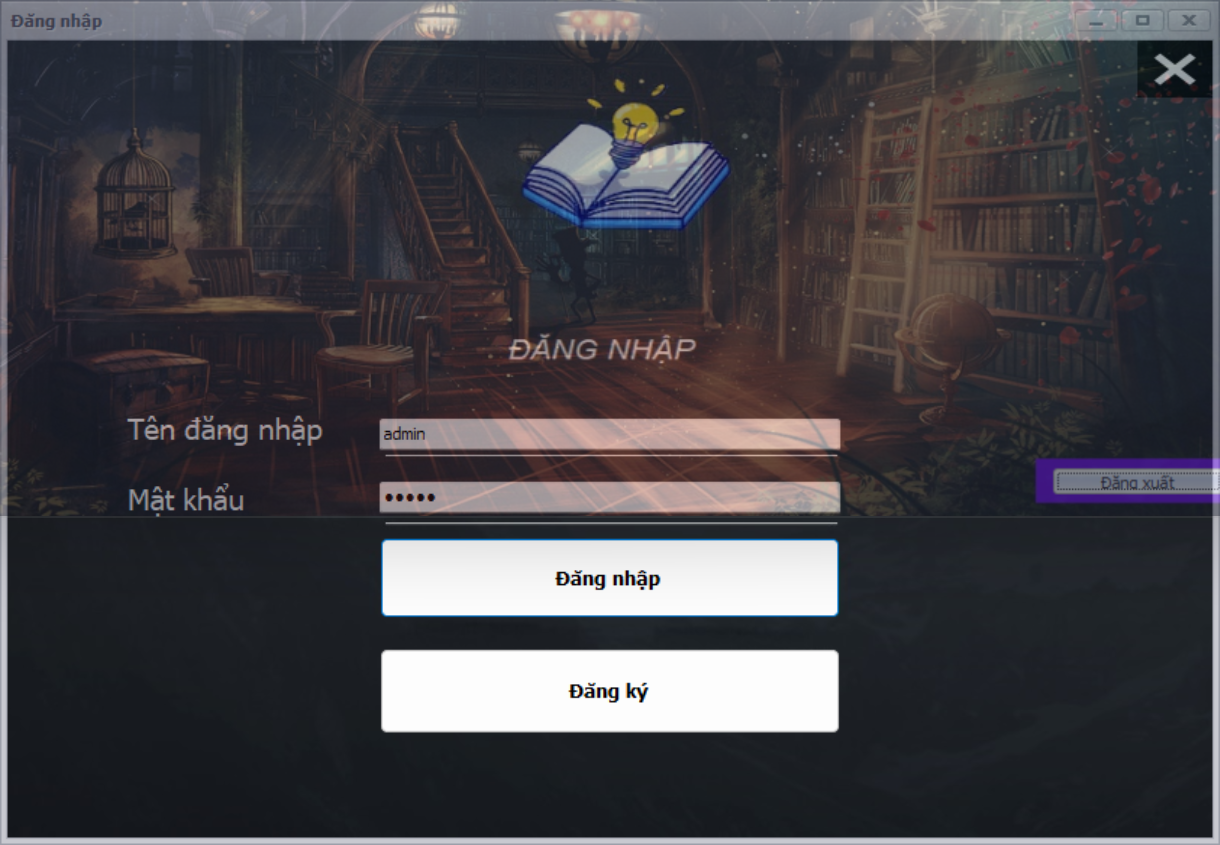 Đăng nhập
ĐĂNG NHẬP
Tên đăng nhập
admin
Đăng xuất
Mật khẩu
•••••
Đăng nhập
Đăng ký